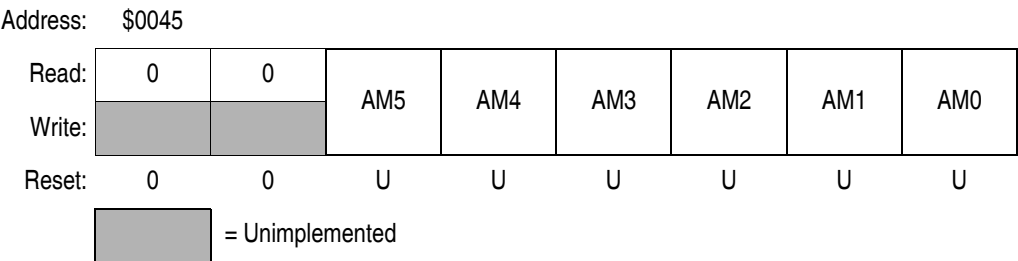 Address: $0045
Read: 0 0 AM5 AM4 AM3 AM2 AM1 AM0
Write:
Reset: 0 0 U U U U U U
= Unimplemented